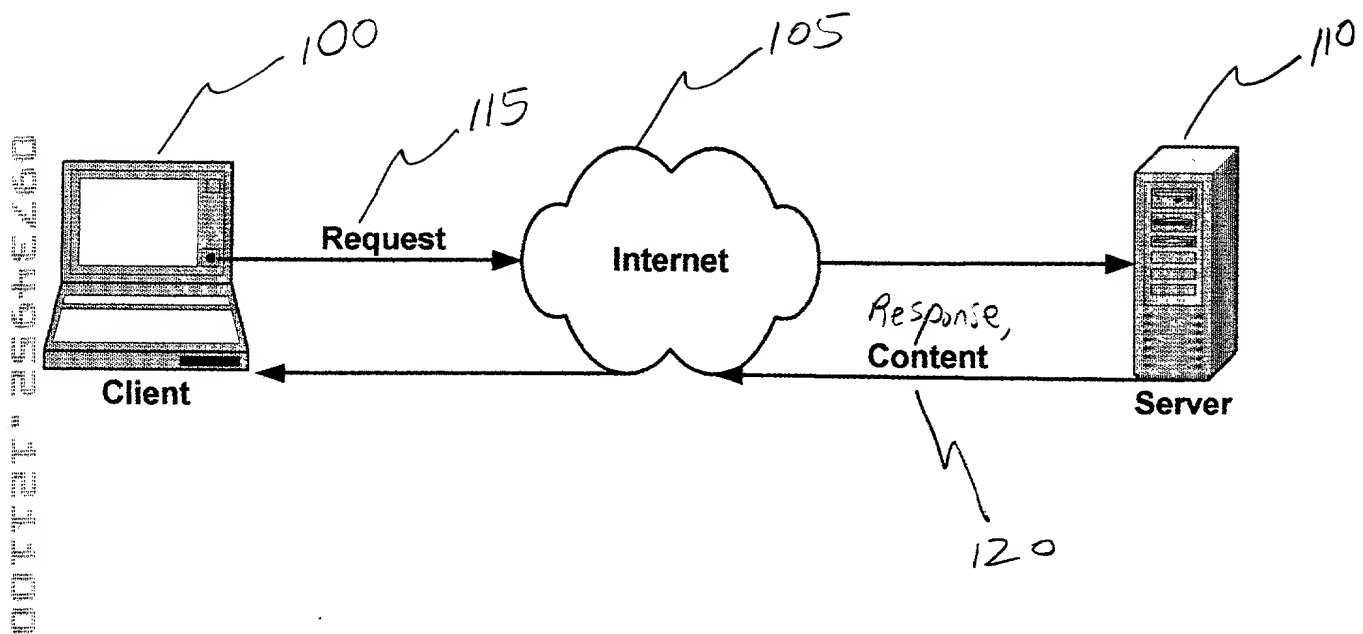 100
105
110
115
Request
Internet
Response,
Content
Client
Server
120